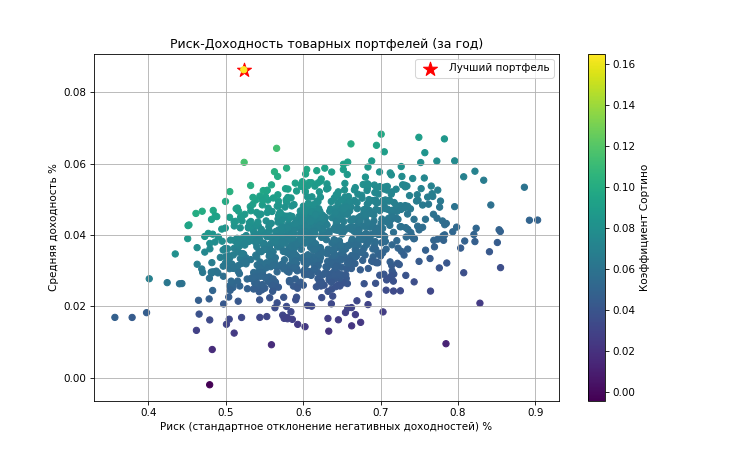 Риск-Доходность товарных портфелей (за год)
Лучший портфель
Средняя доходность %
0.08
0.06
0.04
0.02
0.00
0.4 0.5 0.6 0.7 0.8 0.9
Риск (стандартное отклонение негативных доходностей) %
0.16
0.14
0.12
0.10
0.08
0.06
0.04
0.02
0.00
Коэффициент Сортино